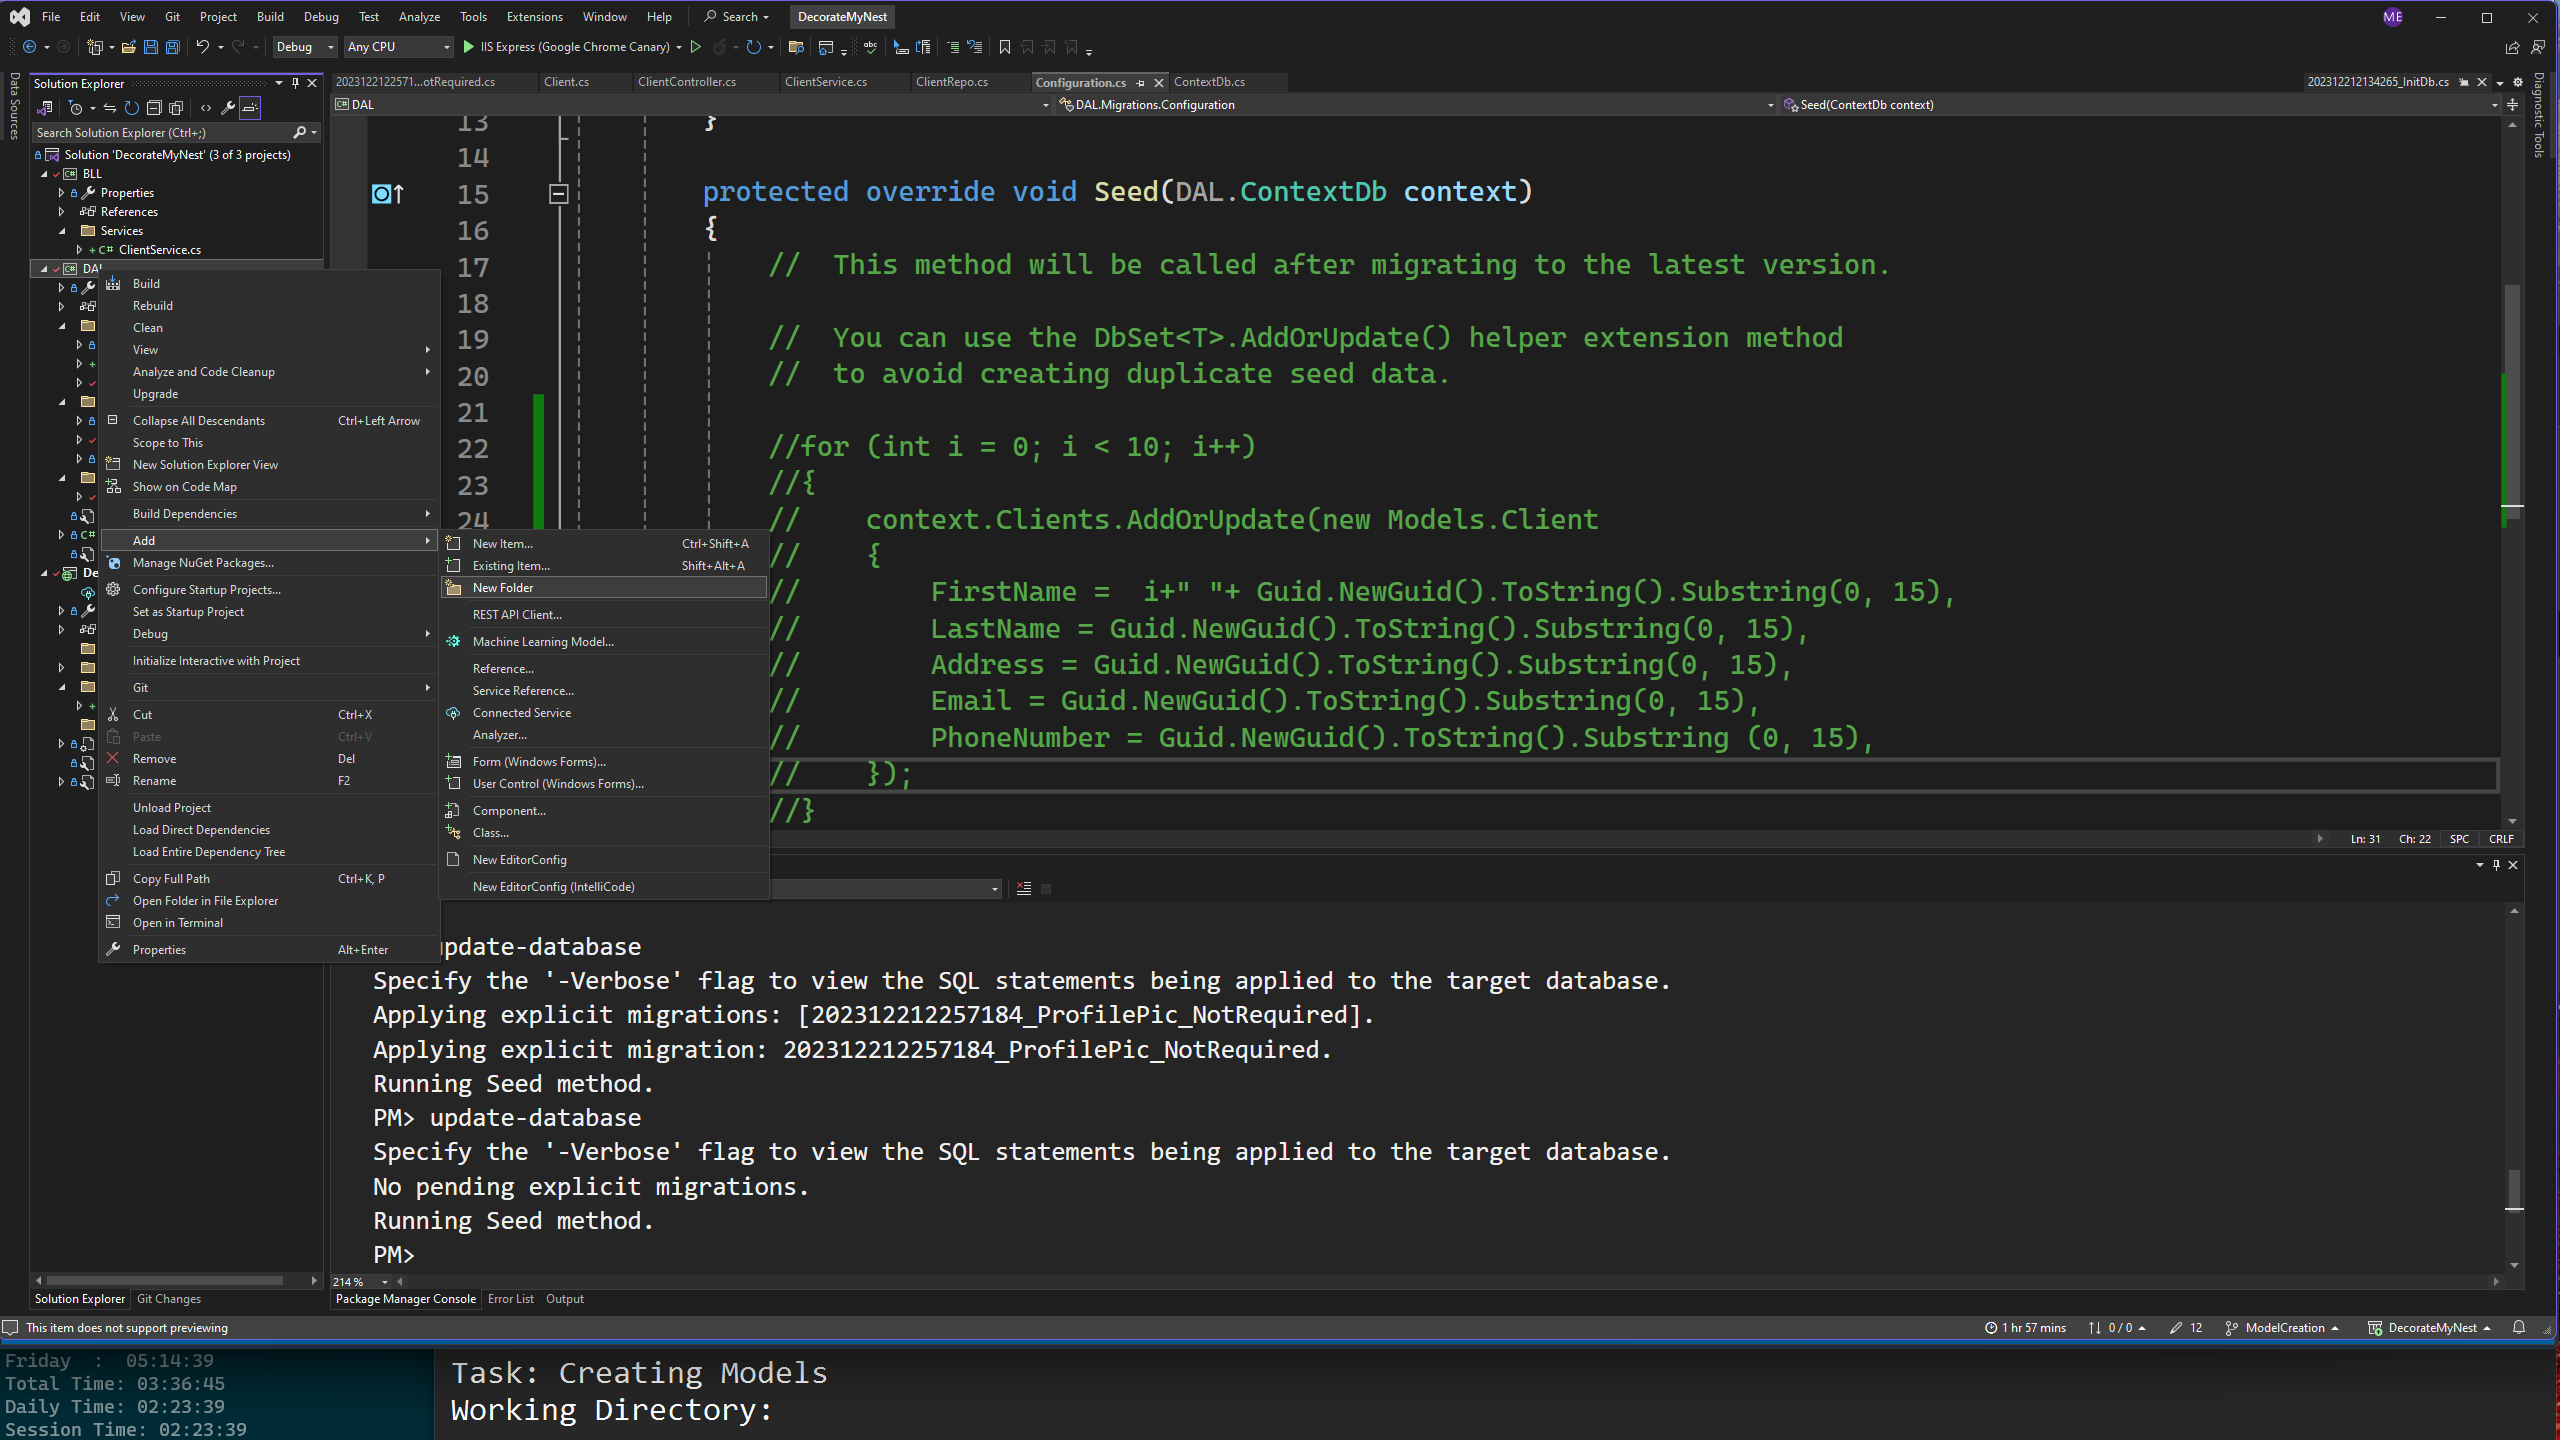 File Edit View Git Project Build Debug Test Analyze Tools Extensions Window Help Search DecorateMyNest ME
Debug Any CPU IIS Express (Google Chrome Canary)
Data Sources
Solution Explorer
Search Solution Explorer (Ctrl+;)
Solution 'DecorateMyNest' (3 of 3 projects)
BLL
Properties
References
Services
C# ClientService.cs
DAL
Build
Rebuild
Clean
View
Analyze and Code Cleanup
Upgrade
Collapse All Descendants Ctrl+Left Arrow
Scope to This
New Solution Explorer View
Show on Code Map
Build Dependencies
Add
Manage NuGet Packages...
Configure Startup Projects...
Set as Startup Project
Debug
Initialize Interactive with Project
Git
Cut Ctrl+X
Paste Ctrl+V
Remove Del
Rename F2
Unload Project
Load Direct Dependencies
Load Entire Dependency Tree
Copy Full Path Ctrl+K, P
Open Folder in File Explorer
Open in Terminal
Properties Alt+Enter
New Item... Ctrl+Shift+A
Existing Item... Shift+Alt+A
New Folder
REST API Client...
Machine Learning Model...
Reference...
Service Reference...
Connected Service
Analyzer...
Form (Windows Forms)...
User Control (Windows Forms)...
Component...
Class...
New EditorConfig
New EditorConfig (IntelliCode)
C#
De
Solution Explorer Git Changes
2023122122571...otRequired.cs Client.cs ClientController.cs ClientService.cs ClientRepo.cs Configuration.cs ContextDb.cs 202312212134265_InitDb.cs
DAL DAL.Migrations.Configuration Seed(ContextDb context)
Diagnostic Tools
13 }
14
15 protected override void Seed(DAL.ContextDb context)
16 {
17 //  This method will be called after migrating to the latest version.
18
19 //  You can use the DbSet<T>.AddOrUpdate() helper extension method
20 //  to avoid creating duplicate seed data.
21
22 //for (int i = 0; i < 10; i++)
23 //{
24 //    context.Clients.AddOrUpdate(new Models.Client
//    {
//        FirstName =  i+" "+ Guid.NewGuid().ToString().Substring(0, 15),
//        LastName = Guid.NewGuid().ToString().Substring(0, 15),
//        Address = Guid.NewGuid().ToString().Substring(0, 15),
//        Email = Guid.NewGuid().ToString().Substring(0, 15),
//        PhoneNumber = Guid.NewGuid().ToString().Substring (0, 15),
//    });
//}
Ln: 31 Ch: 22 SPC CRLF
pdate-database
Specify the '-Verbose' flag to view the SQL statements being applied to the target database.
Applying explicit migrations: [202312212257184_ProfilePic_NotRequired].
Applying explicit migration: 202312212257184_ProfilePic_NotRequired.
Running Seed method.
PM> update-database
Specify the '-Verbose' flag to view the SQL statements being applied to the target database.
No pending explicit migrations.
Running Seed method.
PM>
214 %
Package Manager Console Error List Output
This item does not support previewing 1 hr 57 mins 0 / 0 12 ModelCreation DecorateMyNest
Friday  :  05:14:39
Total Time: 03:36:45
Daily Time: 02:23:39
Session Time: 02:23:39
Task: Creating Models
Working Directory: